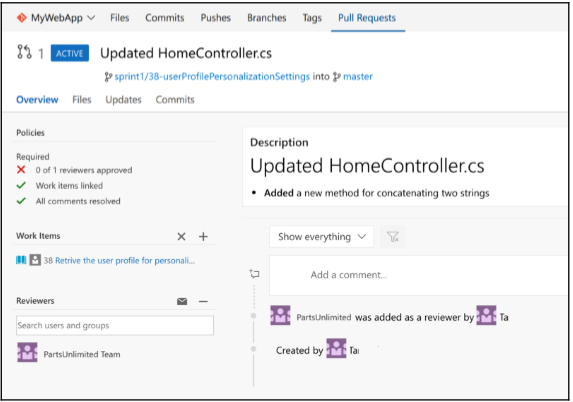 MyWebApp Files Commits Pushes Branches Tags Pull Requests
1 ACTIVE Updated HomeController.cs
sprint1/38-userProfilePersonalizationSettings into master
Overview Files Updates Commits
Policies
Required
0 of 1 reviewers approved
Work items linked
All comments resolved
Work Items
38 Retrive the user profile for personali...
Reviewers
Search users and groups
PartsUnlimited Team
Description
Updated HomeController.cs
• Added a new method for concatenating two strings
Show everything
Add a comment...
PartsUnlimited was added as a reviewer by Ta
Created by Tai